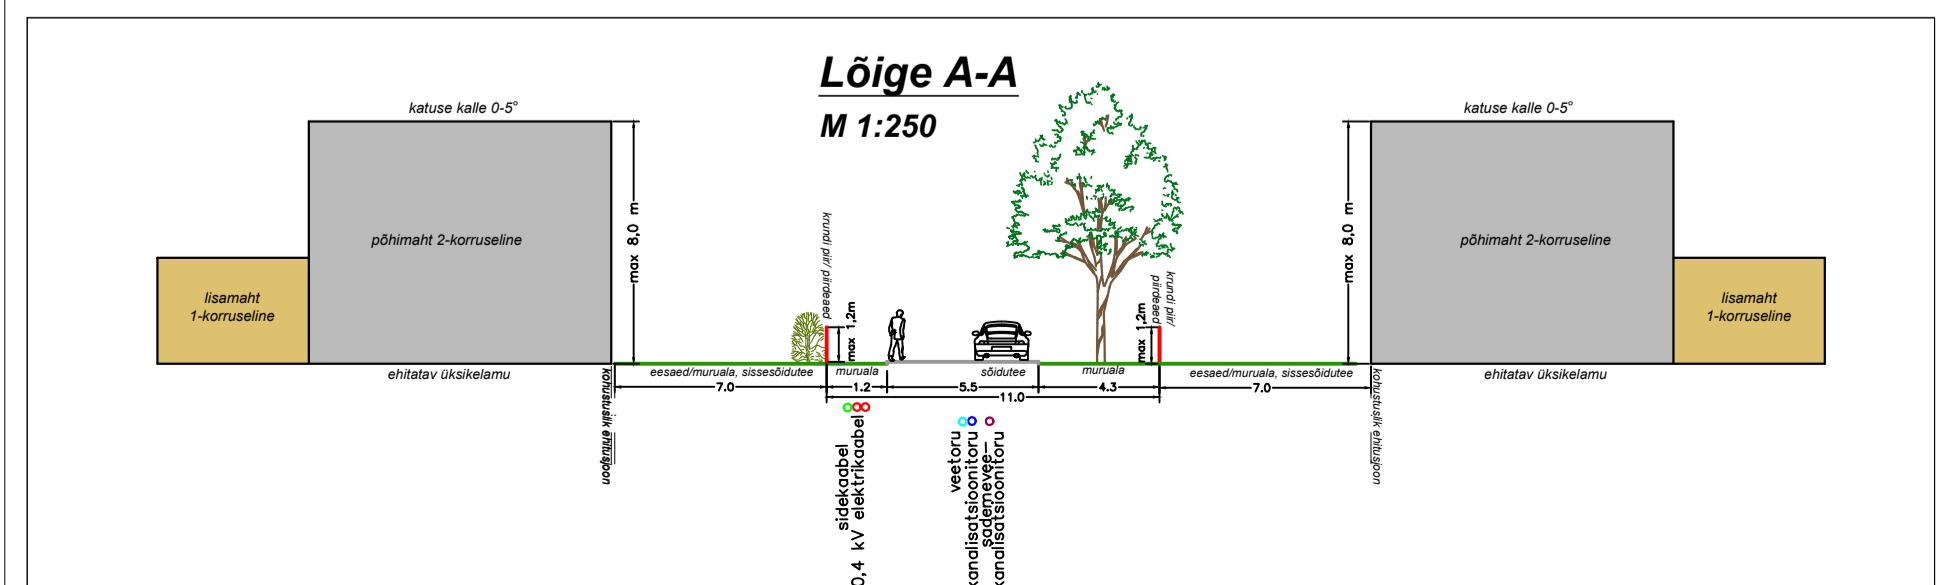 Lõige A-A
M 1:250
katuse kalle 0-5°
katuse kalle 0-5°
max 8,0 m
max 8,0 m
põhimaht 2-korruseline
põhimaht 2-korruseline
lisamaht
1-korruseline
lisamaht
1-korruseline
krundi piir/ piirdeaed
max 1,2m
max 1,2m
krundi piir/
piirdeaed
ehitatav üksikelamu
eesaed/muruala, sissesõidutee
muruala
sõidutee
muruala
eesaed/muruala, sissesõidutee
ehitatav üksikelamu
7.0
1.2
5.5
4.3
7.0
11.0
kohustuslik ehitusjoon
kohustuslik ehitusjoon
sidekaabel
0,4 kV elektrikaabel
veetoru
kanalisatsioonitoru
sademevee-
kanalisatsioonitoru